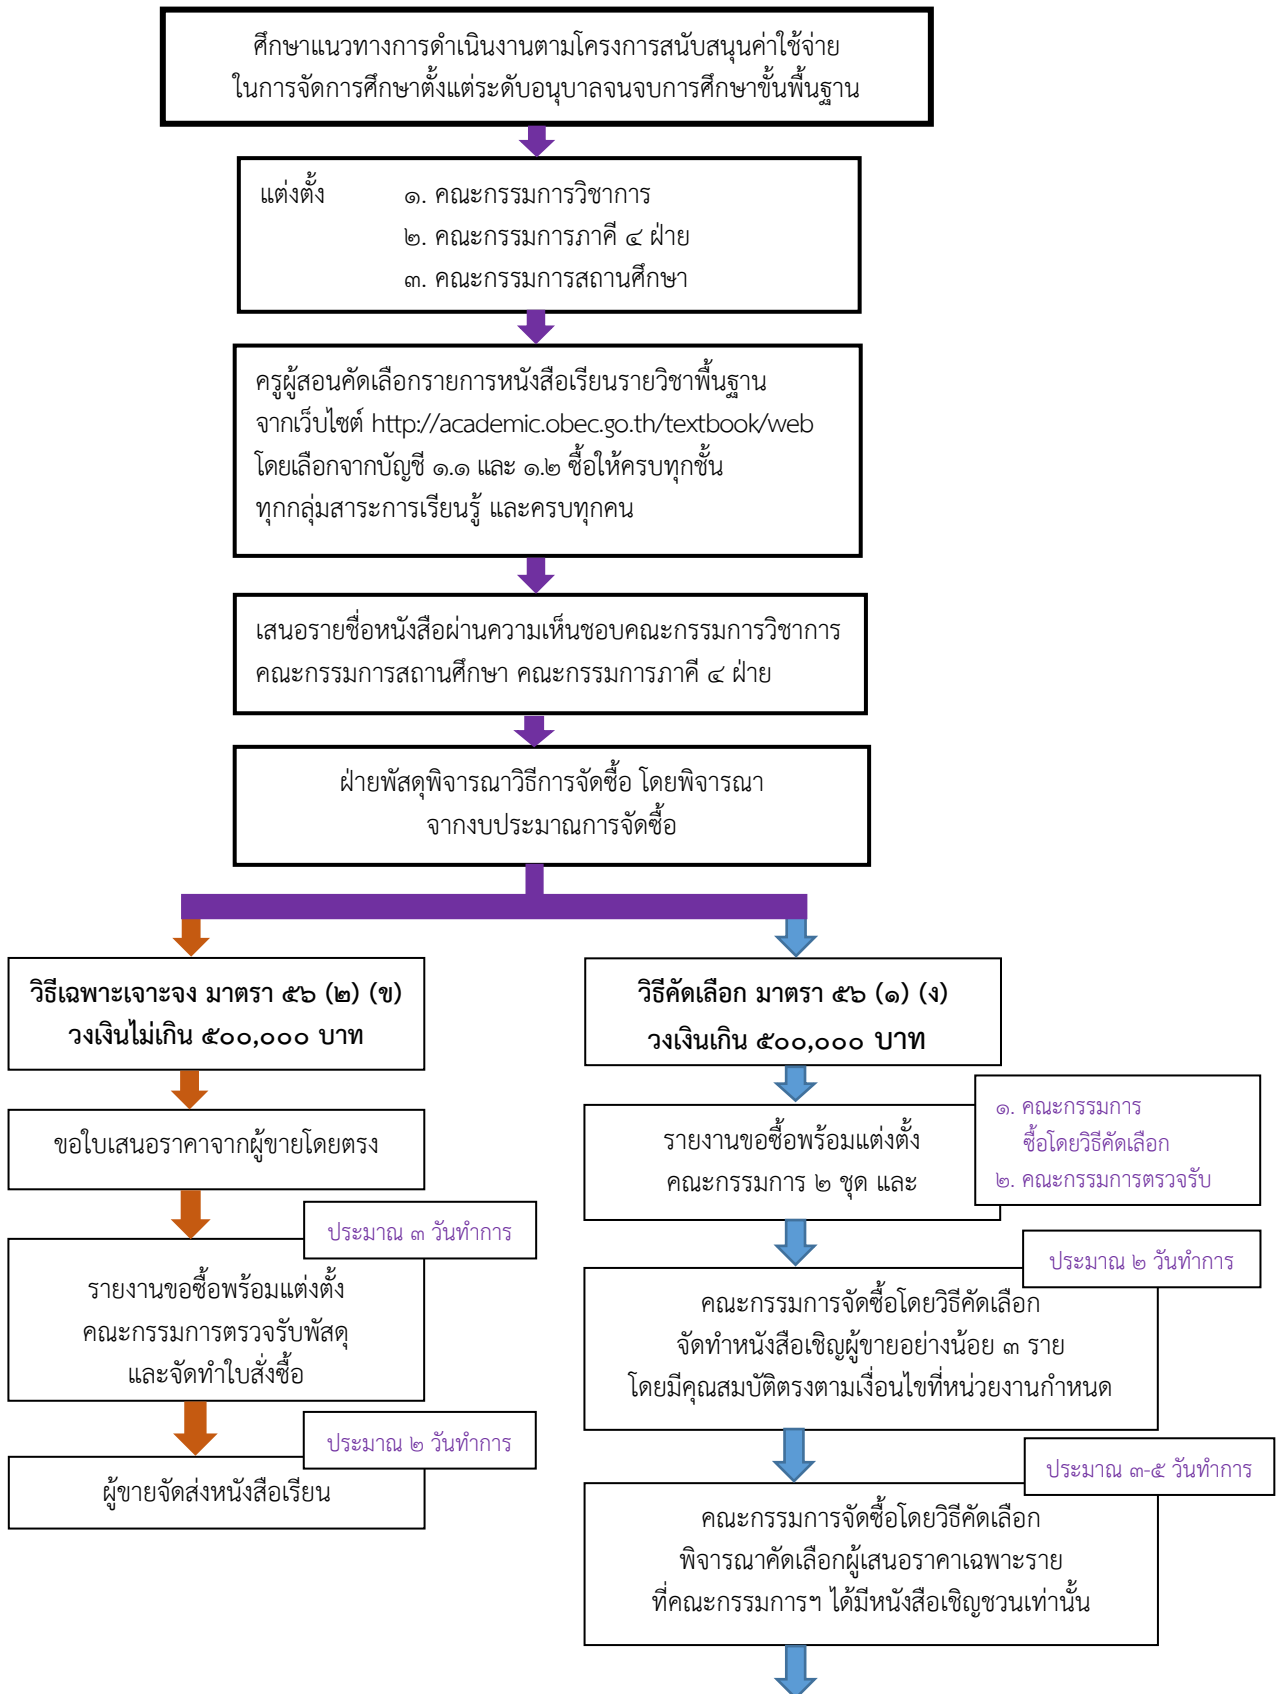 ศึกษาแนวทางการดำเนินงานตามโครงการสนับสนุนค่าใช้จ่าย
ในการจัดการศึกษาตั้งแต่ระดับอนุบาลจนจบการศึกษาขั้นพื้นฐาน
แต่งตั้ง ๑. คณะกรรมการวิชาการ
๒. คณะกรรมการภาคี ๔ ฝ่าย
๓. คณะกรรมการสถานศึกษา
ครูผู้สอนคัดเลือกรายการหนังสือเรียนรายวิชาพื้นฐาน
จากเว็บไซต์ http://academic.obec.go.th/textbook/web
โดยเลือกจากบัญชี ๑.๑ และ ๑.๒ ซื้อให้ครบทุกชั้น
ทุกกลุ่มสาระการเรียนรู้ และครบทุกคน
เสนอรายชื่อหนังสือผ่านความเห็นชอบคณะกรรมการวิชาการ
คณะกรรมการสถานศึกษา คณะกรรมการภาคี ๔ ฝ่าย
ฝ่ายพัสดุพิจารณาวิธีการจัดซื้อ โดยพิจารณา
จากงบประมาณการจัดซื้อ
วิธีเฉพาะเจาะจง มาตรา ๕๖ (๒) (ข)
วงเงินไม่เกิน ๕๐๐,๐๐๐ บาท
ขอใบเสนอราคาจากผู้ขายโดยตรง
ประมาณ ๓ วันทำการ
รายงานขอซื้อพร้อมแต่งตั้ง
คณะกรรมการตรวจรับพัสดุ
และจัดทำใบสั่งซื้อ
ประมาณ ๒ วันทำการ
ผู้ขายจัดส่งหนังสือเรียน
วิธีคัดเลือก มาตรา ๕๖ (๑) (ง)
วงเงินเกิน ๕๐๐,๐๐๐ บาท
๑. คณะกรรมการ
ซื้อโดยวิธีคัดเลือก
๒. คณะกรรมการตรวจรับ
รายงานขอซื้อพร้อมแต่งตั้ง
คณะกรรมการ ๒ ชุด และ
ประมาณ ๒ วันทำการ
คณะกรรมการจัดซื้อโดยวิธีคัดเลือก
จัดทำหนังสือเชิญผู้ขายอย่างน้อย ๓ ราย
โดยมีคุณสมบัติตรงตามเงื่อนไขที่หน่วยงานกำหนด
ประมาณ ๓-๕ วันทำการ
คณะกรรมการจัดซื้อโดยวิธีคัดเลือก
พิจารณาคัดเลือกผู้เสนอราคาเฉพาะราย
ที่คณะกรรมการฯ ได้มีหนังสือเชิญชวนเท่านั้น